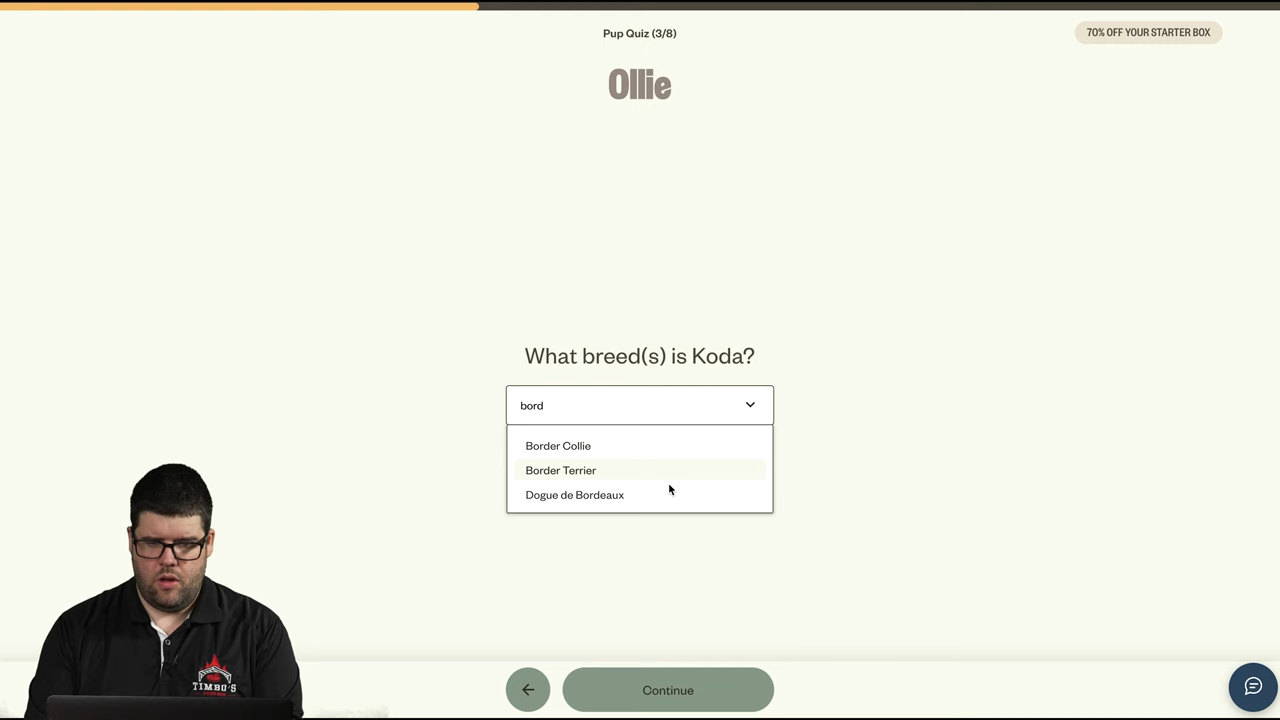 Pup Quiz (3/8)
70% OFF YOUR STARTER BOX
Ollie
What breed(s) is Koda?
bord
Border Collie
Border Terrier
Dogue de Bordeaux
TIMBO'S
Continue